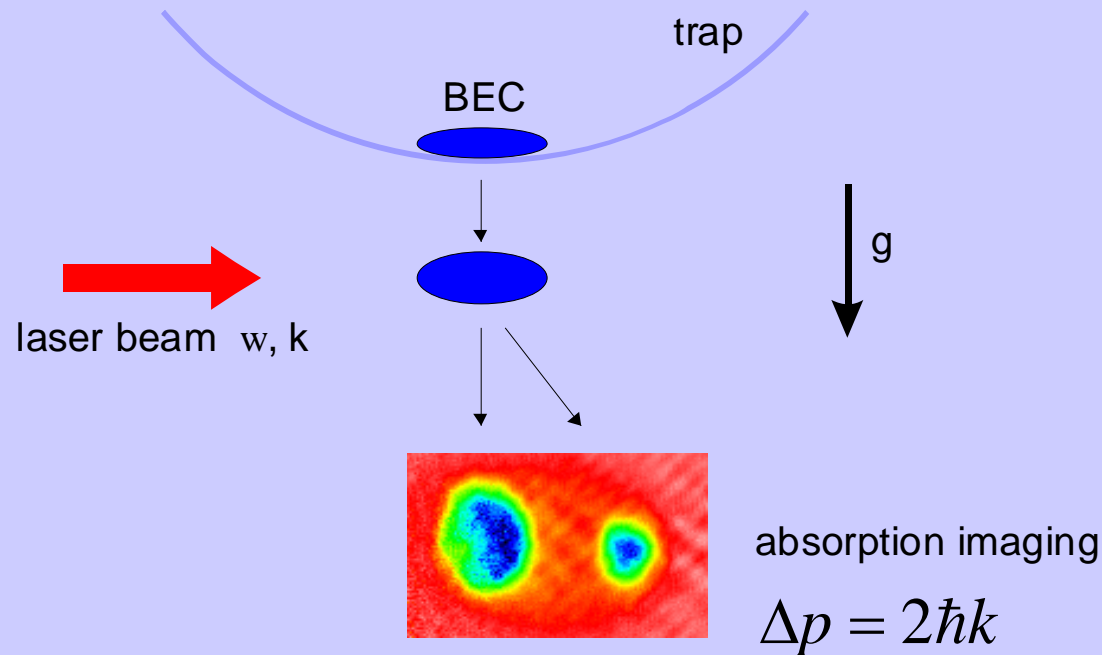 trap
BEC
g
laser beam w, k
absorption imaging
Δp = 2ℏk